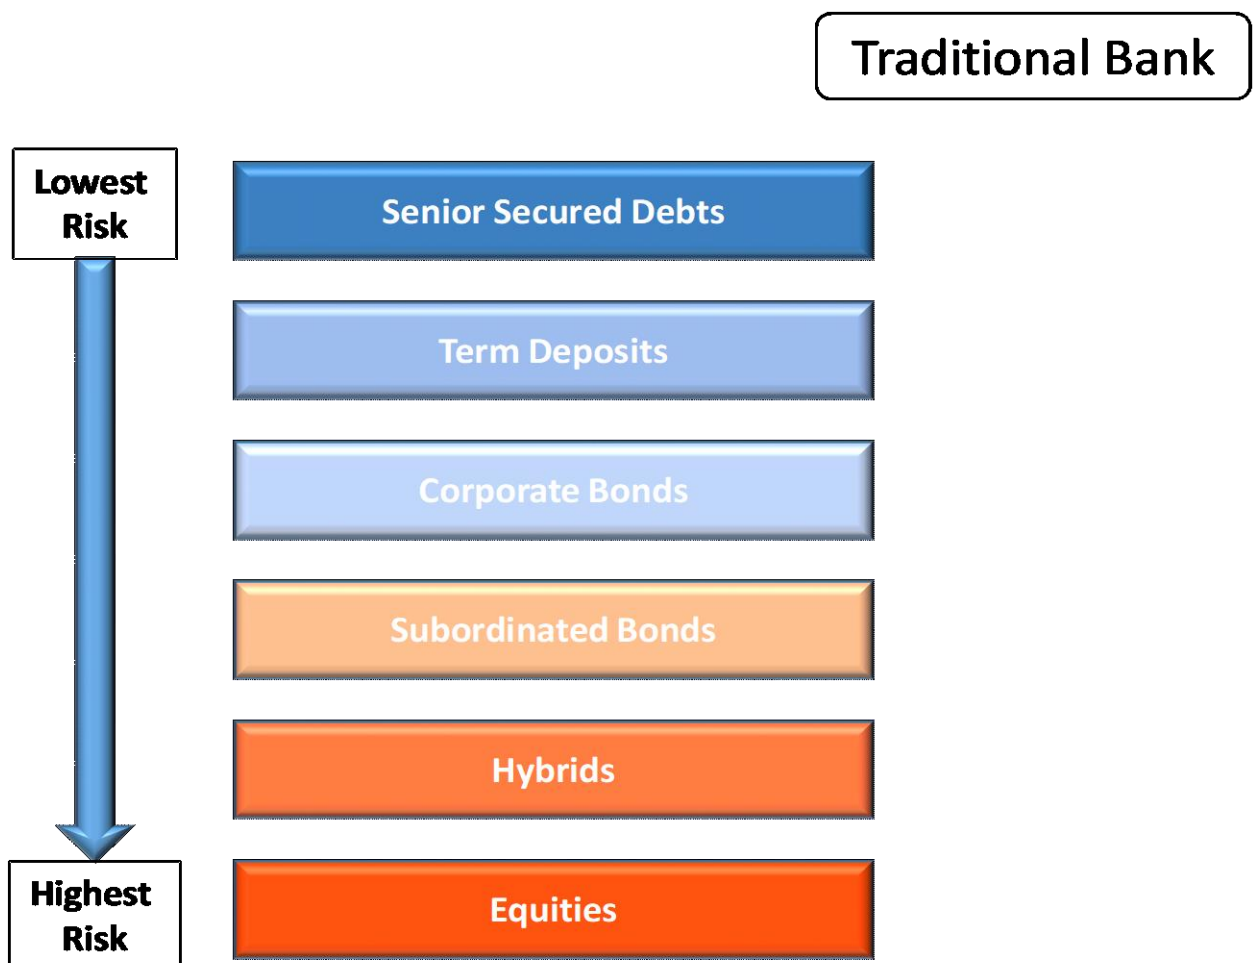 Traditional Bank
Lowest
Risk
Senior Secured Debts
Term Deposits
Corporate Bonds
Subordinated Bonds
Hybrids
Highest
Risk
Equities